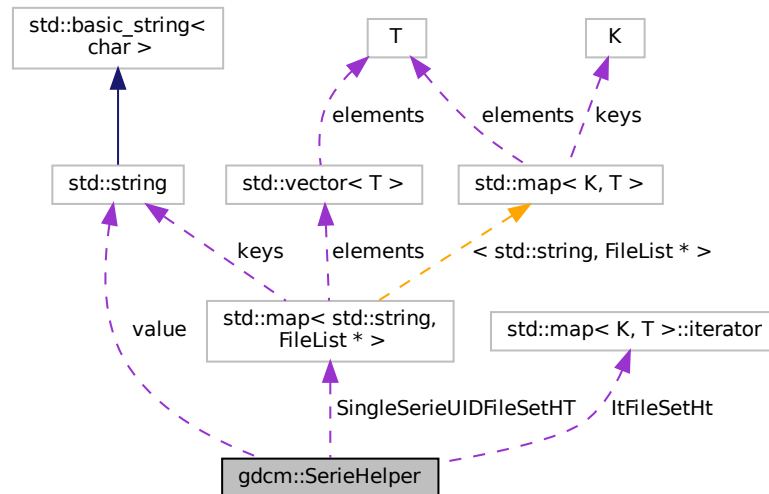 std::basic_string<
char >
T
K
elements
elements
keys
std::string
std::vector< T >
std::map< K, T >
keys
elements
< std::string, FileList * >
value
std::map< std::string,
FileList * >
std::map< K, T >::iterator
SingleSerieUIDFileSetHT
ItFileSetHt
gdcm::SerieHelper